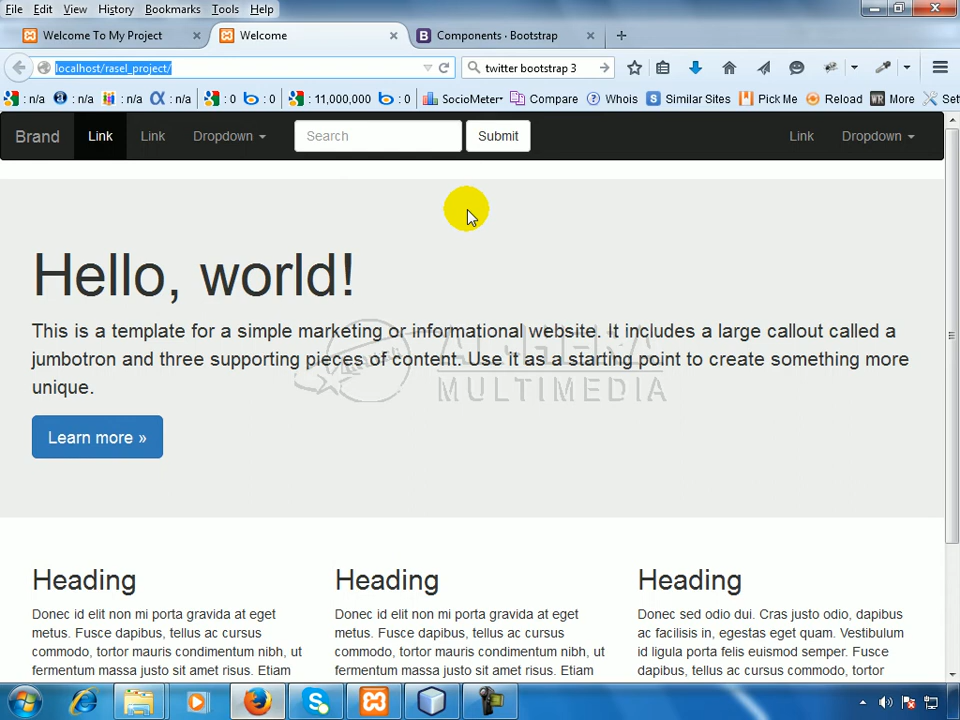 File Edit View History Bookmarks Tools Help
Welcome To My Project
Welcome
Components · Bootstrap
localhost/rasel_project/
twitter bootstrap 3
: n/a : n/a : n/a : n/a : 0 : 0 : 11,000,000 : 0 SocioMeter Compare Whois Similar Sites Pick Me Reload More Set
Brand Link Link Dropdown Search Submit Link Dropdown
Hello, world!
This is a template for a simple marketing or informational website. It includes a large callout called a
jumbotron and three supporting pieces of content. Use it as a starting point to create something more
unique.
MULTIMEDIA
Learn more »
Heading
Donec id elit non mi porta gravida at eget
metus. Fusce dapibus, tellus ac cursus
commodo, tortor mauris condimentum nibh, ut
fermentum massa justo sit amet risus. Etiam
Heading
Donec id elit non mi porta gravida at eget
metus. Fusce dapibus, tellus ac cursus
commodo, tortor mauris condimentum nibh, ut
fermentum massa justo sit amet risus. Etiam
Heading
Donec sed odio dui. Cras justo odio, dapibus
ac facilisis in, egestas eget quam. Vestibulum
id ligula porta felis euismod semper. Fusce
dapibus, tellus ac cursus commodo, tortor